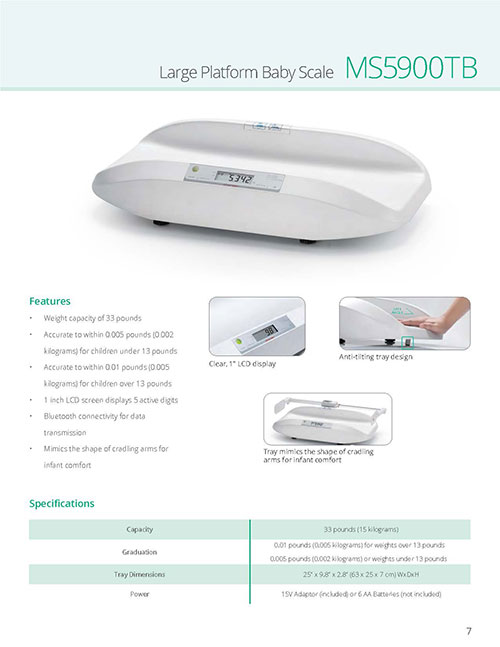 Large Platform Baby Scale MS5900TB
5342
Features
• Weight capacity of 33 pounds
• Accurate to within 0.005 pounds (0.002
kilograms) for children under 13 pounds
• Accurate to within 0.01 pounds (0.005
kilograms) for children over 13 pounds
• 1 inch LCD screen displays 5 active digits
• Bluetooth connectivity for data
transmission
• Mimics the shape of cradling arms for
infant comfort
Clear, 1" LCD display
Anti-tilting tray design
Tray mimics the shape of cradling
arms for infant comfort
Specifications
Capacity 33 pounds (15 kilograms)
Graduation 0.01 pounds (0.005 kilograms) for weights over 13 pounds
0.005 pounds (0.002 kilograms) or weights under 13 pounds
Tray Dimensions 25" x 9.8" x 2.8" (63 x 25 x 7 cm) WxDxH
Power 15V Adaptor (included) or 6 AA Batteries (not included)
7